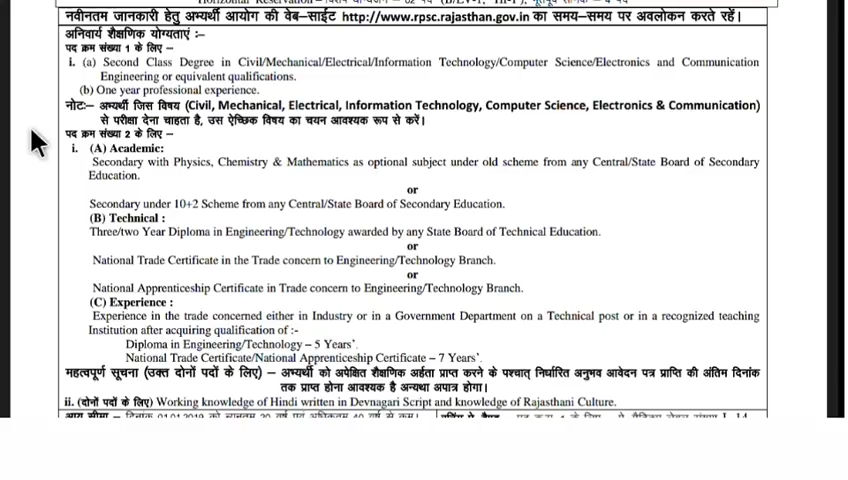 नवीनतम जानकारी हेतु अभ्यर्थी आयोग की वेब–साईट http://www.rpsc.rajasthan.gov.in का समय–समय पर अवलोकन करते रहें।
अनिवार्य शैक्षणिक योग्यताएं :–
पद क्रम संख्या 1 के लिए –
i. (a) Second Class Degree in Civil/Mechanical/Electrical/Information Technology/Computer Science/Electronics and Communication
Engineering or equivalent qualifications.
(b) One year professional experience.
नोटः– अभ्यर्थी जिस विषय (Civil, Mechanical, Electrical, Information Technology, Computer Science, Electronics & Communication)
से परीक्षा देना चाहता है, उस ऐच्छिक विषय का चयन आवश्यक रूप से करें।
पद क्रम संख्या 2 के लिए –
i. (A) Academic:
Secondary with Physics, Chemistry & Mathematics as optional subject under old scheme from any Central/State Board of Secondary
Education.
or
Secondary under 10+2 Scheme from any Central/State Board of Secondary Education.
(B) Technical :
Three/two Year Diploma in Engineering/Technology awarded by any State Board of Technical Education.
or
National Trade Certificate in the Trade concern to Engineering/Technology Branch.
or
National Apprenticeship Certificate in Trade concern to Engineering/Technology Branch.
(C) Experience :
Experience in the trade concerned either in Industry or in a Government Department on a Technical post or in a recognized teaching
Institution after acquiring qualification of :-
Diploma in Engineering/Technology – 5 Years'.
National Trade Certificate/National Apprenticeship Certificate – 7 Years'.
महत्वपूर्ण सूचना (उक्त दोनों पदों के लिए) – अभ्यर्थी को अपेक्षित शैक्षणिक अर्हता प्राप्त करने के पश्चात् निर्धारित अनुभव आवेदन पत्र प्राप्ति की अंतिम दिनांक
तक प्राप्त होना आवश्यक है अन्यथा अपात्र होगा।
ii. (दोनों पदों के लिए) Working knowledge of Hindi written in Devnagari Script and knowledge of Rajasthani Culture.